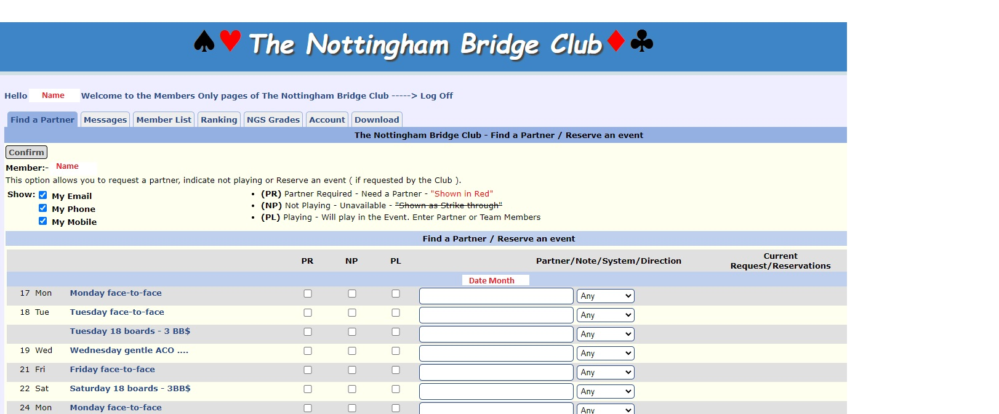 The Nottingham Bridge Club
Hello Name Welcome to the Members Only pages of The Nottingham Bridge Club -----> Log Off
Find a Partner Messages Member List Ranking NGS Grades Account Download
The Nottingham Bridge Club - Find a Partner / Reserve an event
Confirm
Member:- Name
This option allows you to request a partner, indicate not playing or Reserve an event ( if requested by the Club ).
Show: My Email
My Phone
My Mobile
• (PR) Partner Required - Need a Partner - "Shown in Red"
• (NP) Not Playing - Unavailable - "Shown as Strike through"
• (PL) Playing - Will play in the Event. Enter Partner or Team Members
Find a Partner / Reserve an event
PR NP PL Partner/Note/System/Direction Current
Request/Reservations
Date Month
17 Mon Monday face-to-face Any
18 Tue Tuesday face-to-face Any
Tuesday 18 boards - 3 BB$ Any
19 Wed Wednesday gentle ACO .... Any
21 Fri Friday face-to-face Any
22 Sat Saturday 18 boards - 3BB$ Any
24 Mon Monday face-to-face Any